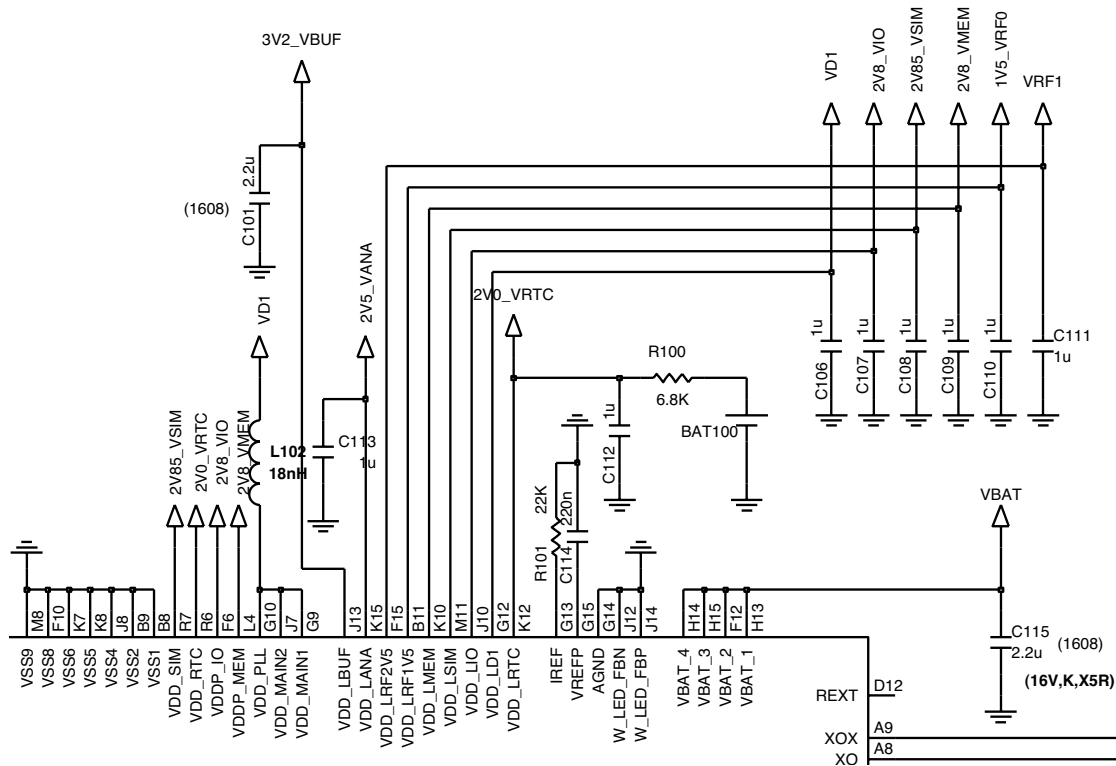 3V2_VBUF
VD1
2V8_VIO
2V85_VSIM
2V8_VMEM
1V5_VRF0
VRF1
2.2u
(1608)
C101
2V5_VANA
2V0_VRTC
VD1
1u
C106
1u
C107
1u
C108
1u
C109
1u
C110
C111
1u
R100
6.8K
BAT100
1u
C112
C113
1u
L102
18nH
2V85_VSIM
2V0_VRTC
2V8_VIO
2V8_VMEM
22K
R101
220n
C114
VBAT
C115
(1608)
2.2u
(16V,K,X5R)
M8
F10
K7
K8
J8
B9
B8
R7
R6
F6
L4
G10
J7
G9
J13
K15
F15
B11
K10
M11
J10
G12
K12
G13
G15
G14
J12
J14
H14
H15
F12
H13
VSS9
VSS8
VSS6
VSS5
VSS4
VSS2
VSS1
VDD_SIM
VDD_RTC
VDDP_IO
VDDP_MEM
VDD_PLL
VDD_MAIN2
VDD_MAIN1
VDD_LBUF
VDD_LANA
VDD_LRF2V5
VDD_LRF1V5
VDD_LMEM
VDD_LSIM
VDD_LIO
VDD_LD1
VDD_LRTC
IREF
VREFP
AGND
W_LED_FBN
W_LED_FBP
VBAT_4
VBAT_3
VBAT_2
VBAT_1
REXT
D12
XOX
A9
XO
A8